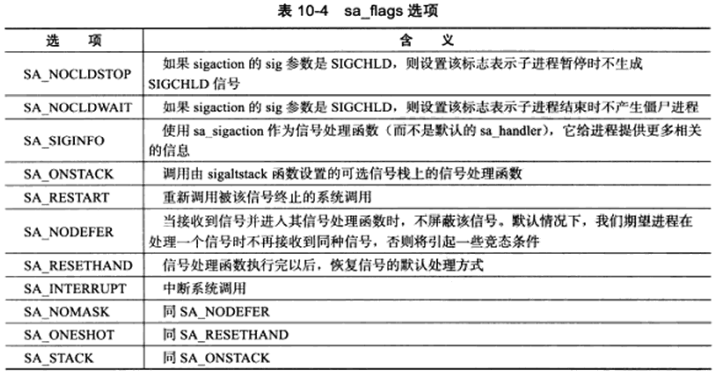 表 10-4 sa_flags 选项
选 项 含 义
SA_NOCLDSTOP 如果 sigaction 的 sig 参数是 SIGCHLD，则设置该标志表示子进程暂停时不生成
SIGCHLD 信号
SA_NOCLDWAIT 如果 sigaction 的 sig 参数是 SIGCHLD，则设置该标志表示子进程结束时不产生僵尸进程
SA_SIGINFO 使用 sa_sigaction 作为信号处理函数（而不是默认的 sa_handler），它给进程提供更多相关
的信息
SA_ONSTACK 调用由 sigaltstack 函数设置的可选信号栈上的信号处理函数
SA_RESTART 重新调用被该信号终止的系统调用
SA_NODEFER 当接收到信号并进入其信号处理函数时，不屏蔽该信号。默认情况下，我们期望进程在
处理一个信号时不再接收到同种信号，否则将引起一些竞态条件
SA_RESETHAND 信号处理函数执行完以后，恢复信号的默认处理方式
SA_INTERRUPT 中断系统调用
SA_NOMASK 同 SA_NODEFER
SA_ONESHOT 同 SA_RESETHAND
SA_STACK 同 SA_ONSTACK